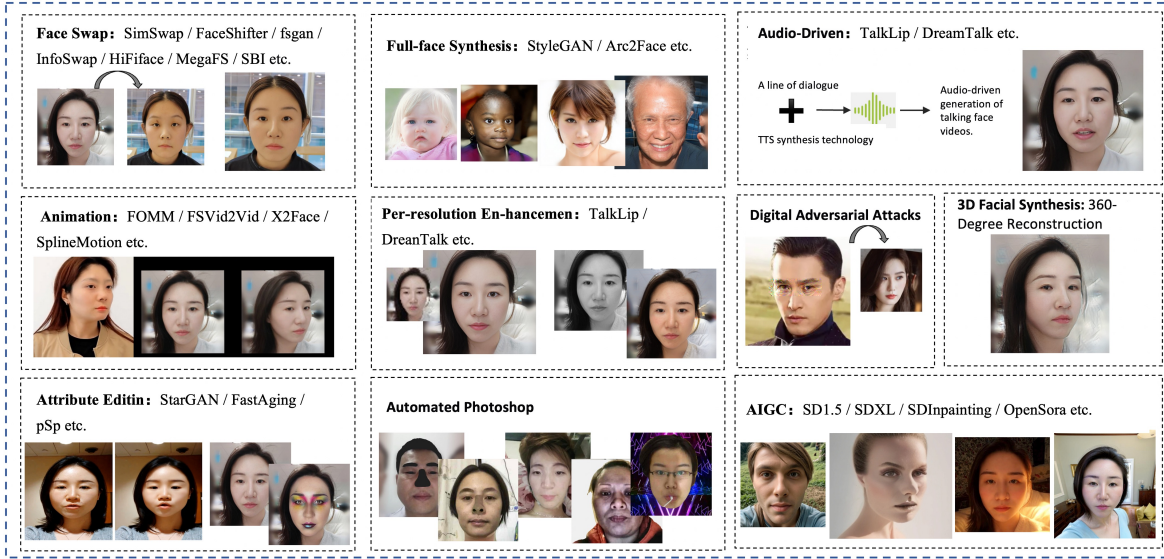 Face Swap：SimSwap / FaceShifter / fsgan /
InfoSwap / HiFiface / MegaFS / SBI etc.
Full-face Synthesis：StyleGAN / Arc2Face etc.
Audio-Driven：TalkLip / DreamTalk etc.
A line of dialogue
TTS synthesis technology
Audio-driven
generation of
talking face
videos.
Animation：FOMM / FSVid2Vid / X2Face /
SplineMotion etc.
Per-resolution En-hancemen：TalkLip /
DreanTalk etc.
Digital Adversarial Attacks
3D Facial Synthesis: 360-
Degree Reconstruction
Attribute Editin：StarGAN / FastAging /
pSp etc.
Automated Photoshop
AIGC：SD1.5 / SDXL / SDInpainting / OpenSora etc.